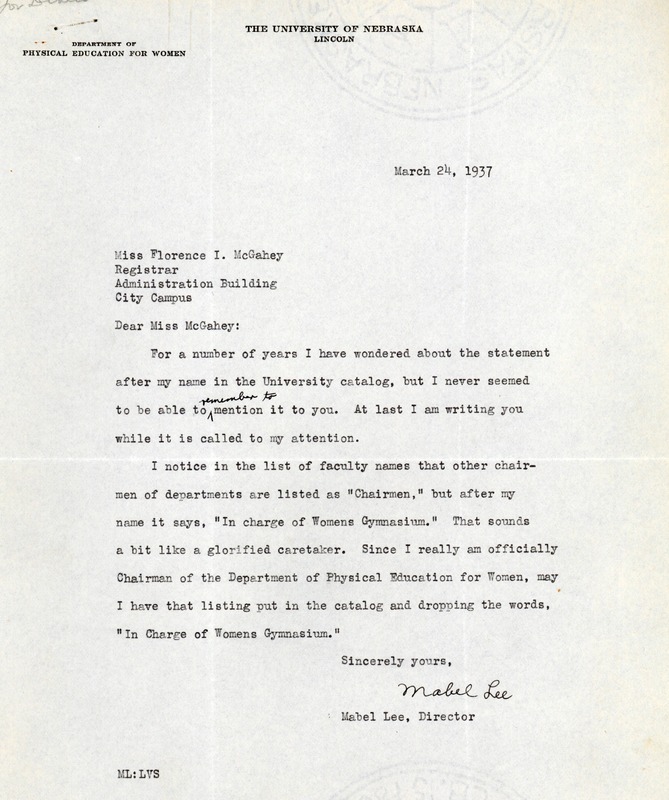 THE UNIVERSITY OF NEBRASKA
LINCOLN
DEPARTMENT OF
PHYSICAL EDUCATION FOR WOMEN
March 24, 1937
Miss Florence I. McGahey
Registrar
Administration Building
City Campus
Dear Miss McGahey:
For a number of years I have wondered about the statement
after my name in the University catalog, but I never seemed
remember to
to be able to mention it to you. At last I am writing you
while it is called to my attention.
I notice in the list of faculty names that other chair-
men of departments are listed as "Chairmen," but after my
name it says, "In charge of Womens Gymnasium." That sounds
a bit like a glorified caretaker. Since I really am officially
Chairman of the Department of Physical Education for Women, may
I have that listing put in the catalog and dropping the words,
"In Charge of Womens Gymnasium."
Sincerely yours,
Mabel Lee
Mabel Lee, Director
ML:LVS